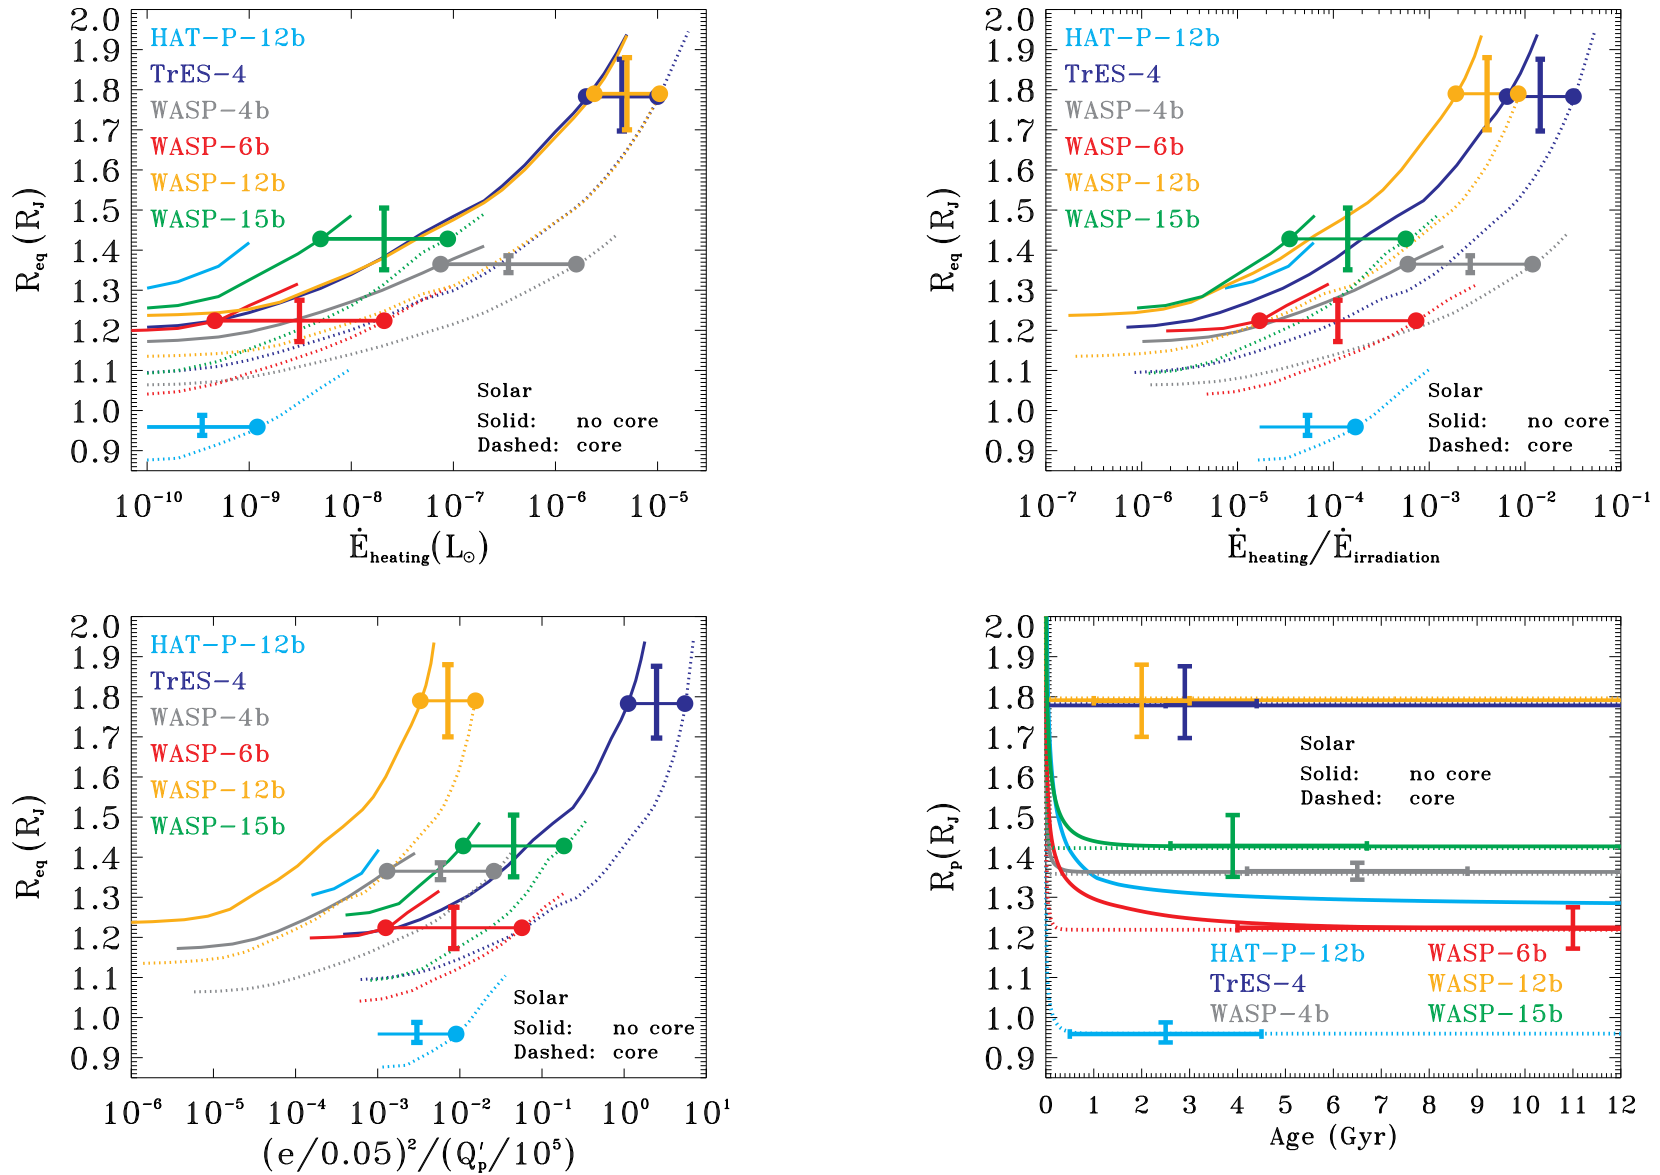 2.0
1.9
1.8
1.7
1.6
1.5
1.4
1.3
1.2
1.1
1.0
0.9
R_eq (R_J)
HAT-P-12b
TrES-4
WASP-4b
WASP-6b
WASP-12b
WASP-15b
Solar
Solid: no core
Dashed: core
10^-10 10^-9 10^-8 10^-7 10^-6 10^-5
Ė_heating(L_⊙)
2.0
1.9
1.8
1.7
1.6
1.5
1.4
1.3
1.2
1.1
1.0
0.9
R_eq (R_J)
HAT-P-12b
TrES-4
WASP-4b
WASP-6b
WASP-12b
WASP-15b
Solar
Solid: no core
Dashed: core
10^-7 10^-6 10^-5 10^-4 10^-3 10^-2 10^-1
Ė_heating/Ė_irradiation
2.0
1.9
1.8
1.7
1.6
1.5
1.4
1.3
1.2
1.1
1.0
0.9
R_eq (R_J)
HAT-P-12b
TrES-4
WASP-4b
WASP-6b
WASP-12b
WASP-15b
Solar
Solid: no core
Dashed: core
10^-6 10^-5 10^-4 10^-3 10^-2 10^-1 10^0 10^1
(e/0.05)^2/(Q'_p/10^5)
2.0
1.9
1.8
1.7
1.6
1.5
1.4
1.3
1.2
1.1
1.0
0.9
R_p(R_J)
Solar
Solid: no core
Dashed: core
HAT-P-12b WASP-6b
TrES-4 WASP-12b
WASP-4b WASP-15b
0 1 2 3 4 5 6 7 8 9 10 11 12
Age (Gyr)